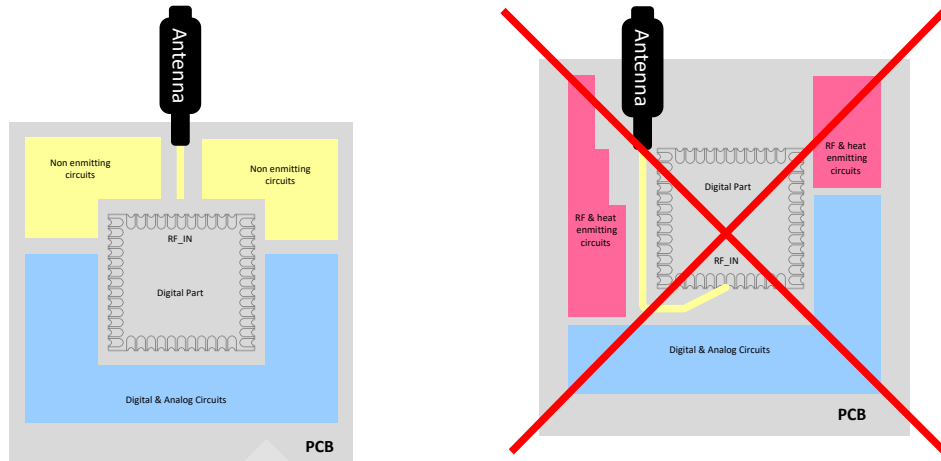 Antenna
Non enmitting
circuits
Non enmitting
circuits
RF_IN
Digital Part
Digital & Analog Circuits
PCB
Antenna
RF & heat
enmitting
circuits
Digital Part
RF & heat
enmitting
circuits
RF_IN
Digital & Analog Circuits
PCB